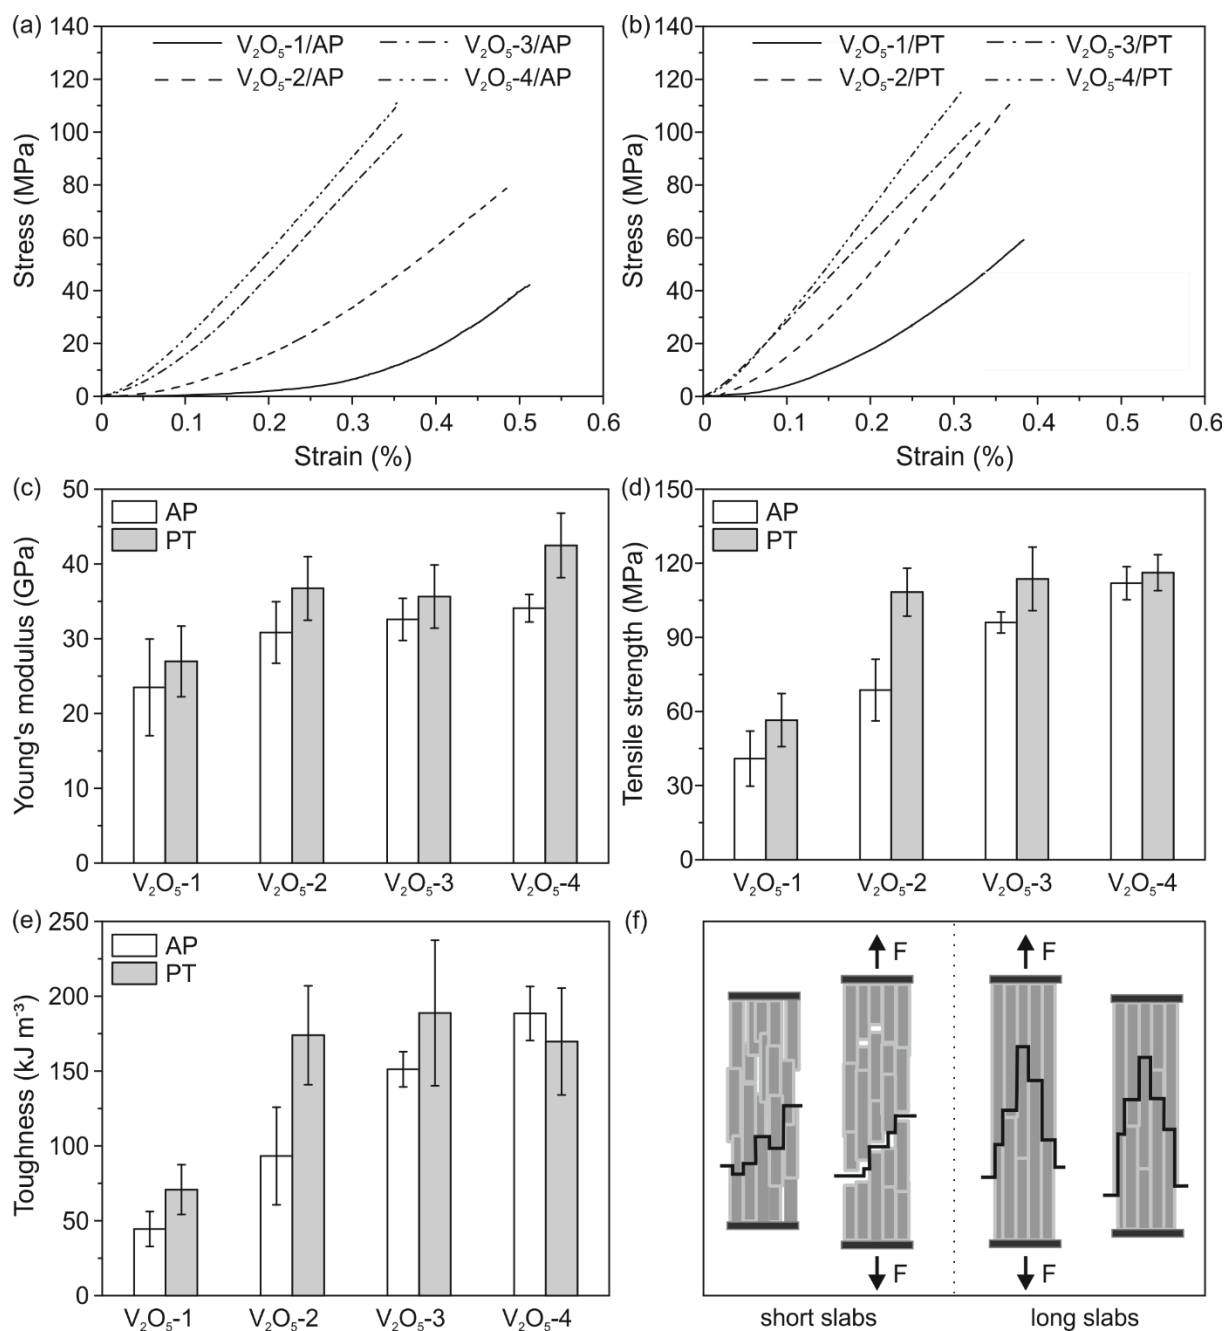 (a)
140
120
100
80
60
40
20
0
Stress (MPa)
V₂O₅-1/AP
V₂O₅-3/AP
V₂O₅-2/AP
V₂O₅-4/AP
0 0.1 0.2 0.3 0.4 0.5 0.6
Strain (%)
(b)
140
120
100
80
60
40
20
0
Stress (MPa)
V₂O₅-1/PT
V₂O₅-3/PT
V₂O₅-2/PT
V₂O₅-4/PT
0 0.1 0.2 0.3 0.4 0.5 0.6
Strain (%)
(c)
50
40
30
20
10
0
Young's modulus (GPa)
AP
PT
V₂O₅-1 V₂O₅-2 V₂O₅-3 V₂O₅-4
(d)
150
120
90
60
30
0
Tensile strength (MPa)
AP
PT
V₂O₅-1 V₂O₅-2 V₂O₅-3 V₂O₅-4
(e)
250
200
150
100
50
0
Toughness (kJ m⁻³)
AP
PT
V₂O₅-1 V₂O₅-2 V₂O₅-3 V₂O₅-4
(f)
F
F
F
F
short slabs
long slabs